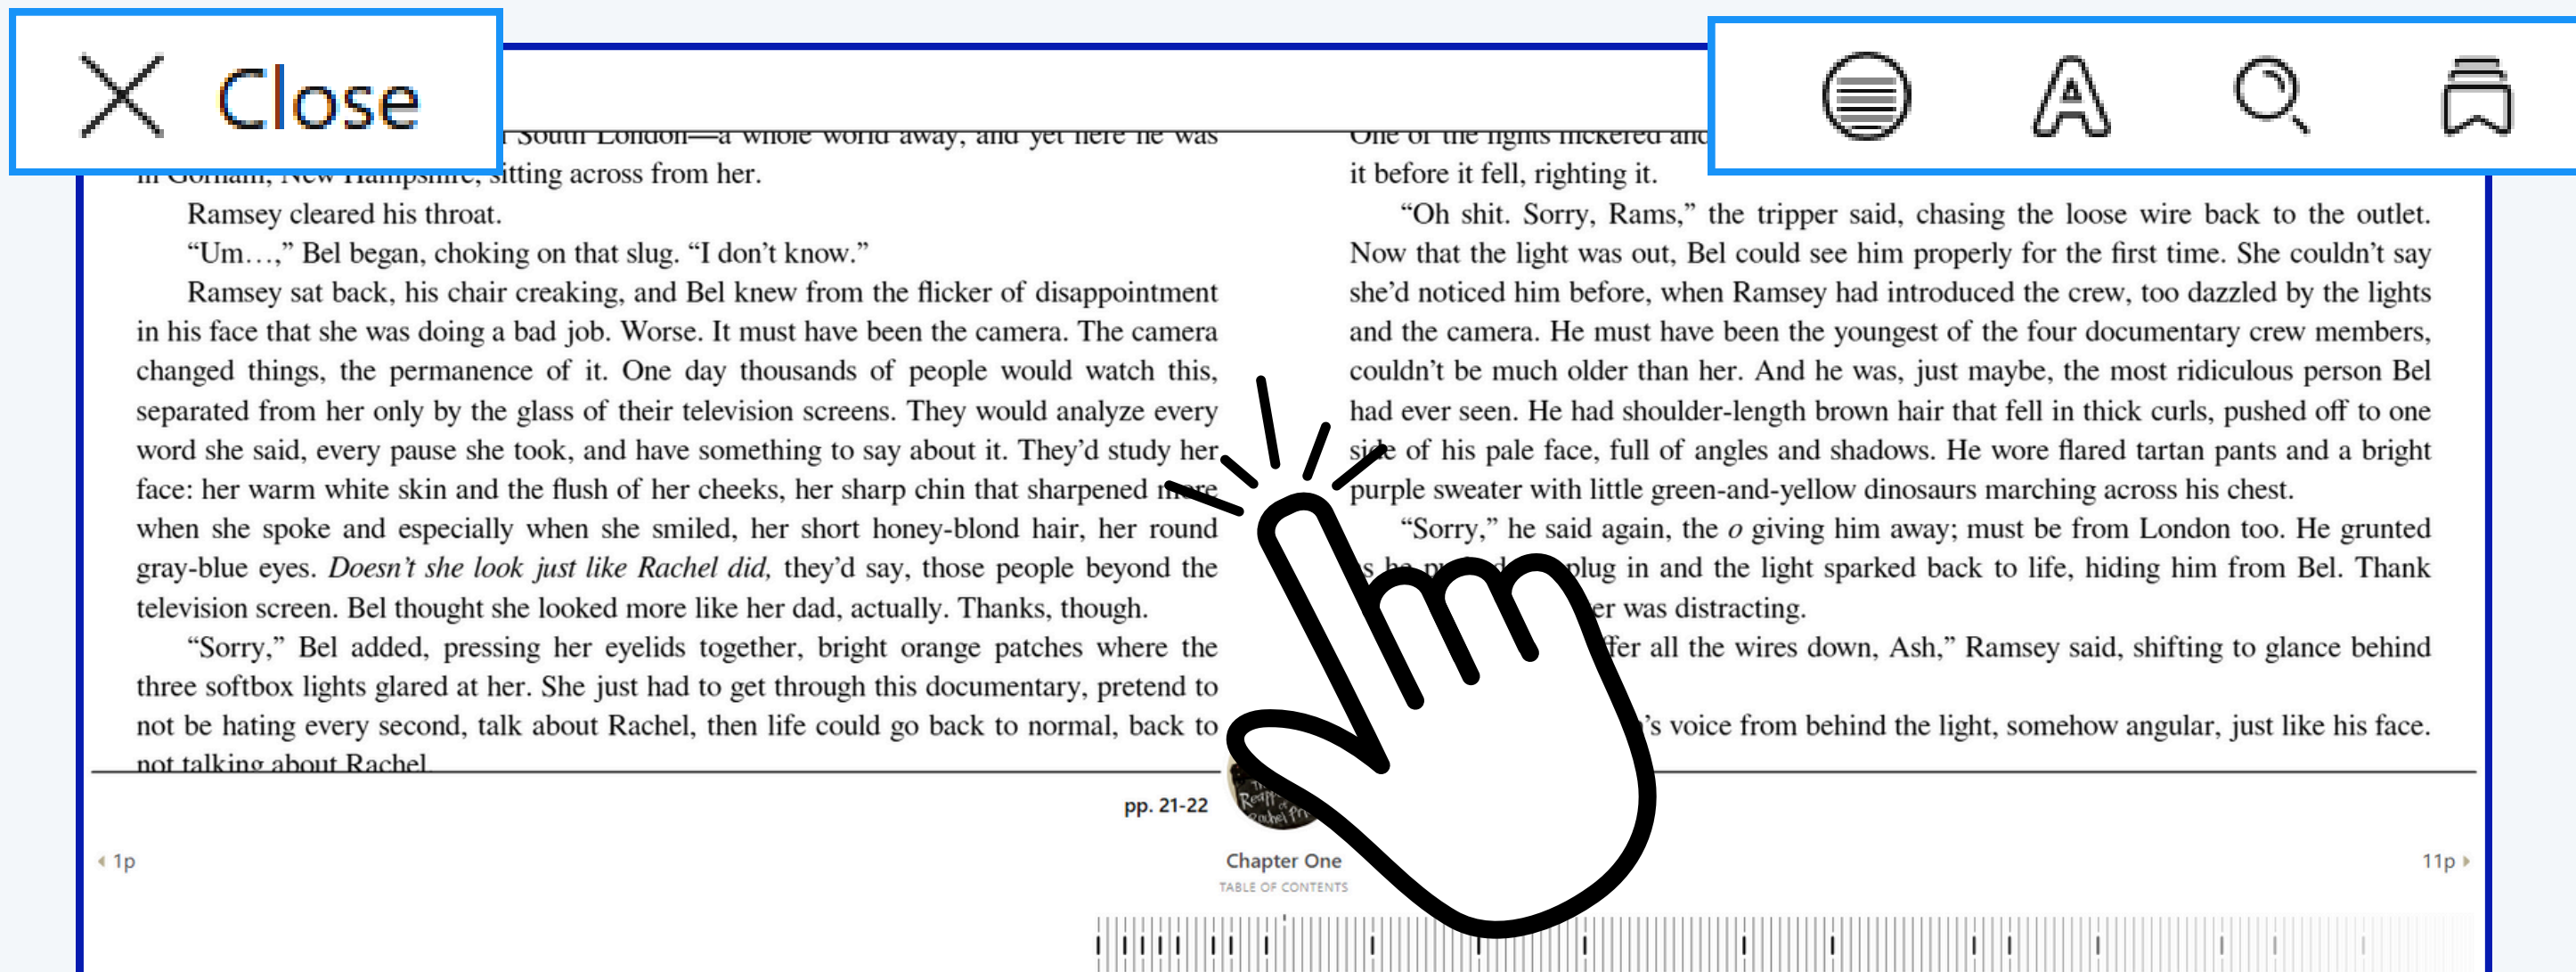 Close
South London—a whole world away, and yet here he was
in Gorham, New Hampshire, sitting across from her.
Ramsey cleared his throat.
“Um…,” Bel began, choking on that slug. “I don’t know.”
Ramsey sat back, his chair creaking, and Bel knew from the flicker of disappointment
in his face that she was doing a bad job. Worse. It must have been the camera. The camera
changed things, the permanence of it. One day thousands of people would watch this,
separated from her only by the glass of their television screens. They would analyze every
word she said, every pause she took, and have something to say about it. They’d study her
face: her warm white skin and the flush of her cheeks, her sharp chin that sharpened more
when she spoke and especially when she smiled, her short honey-blond hair, her round
gray-blue eyes. Doesn’t she look just like Rachel did, they’d say, those people beyond the
television screen. Bel thought she looked more like her dad, actually. Thanks, though.
“Sorry,” Bel added, pressing her eyelids together, bright orange patches where the
three softbox lights glared at her. She just had to get through this documentary, pretend to
not be hating every second, talk about Rachel, then life could go back to normal, back to
not talking about Rachel.
One of the lights flickered and
it before it fell, righting it.
“Oh shit. Sorry, Rams,” the tripper said, chasing the loose wire back to the outlet.
Now that the light was out, Bel could see him properly for the first time. She couldn’t say
she’d noticed him before, when Ramsey had introduced the crew, too dazzled by the lights
and the camera. He must have been the youngest of the four documentary crew members,
couldn’t be much older than her. And he was, just maybe, the most ridiculous person Bel
had ever seen. He had shoulder-length brown hair that fell in thick curls, pushed off to one
side of his pale face, full of angles and shadows. He wore flared tartan pants and a bright
purple sweater with little green-and-yellow dinosaurs marching across his chest.
“Sorry,” he said again, the o giving him away; must be from London too. He grunted
as he plug in and the light sparked back to life, hiding him from Bel. Thank
was distracting.
all the wires down, Ash,” Ramsey said, shifting to glance behind
’s voice from behind the light, somehow angular, just like his face.
pp. 21-22
1p
Chapter One
11p
TABLE OF CONTENTS